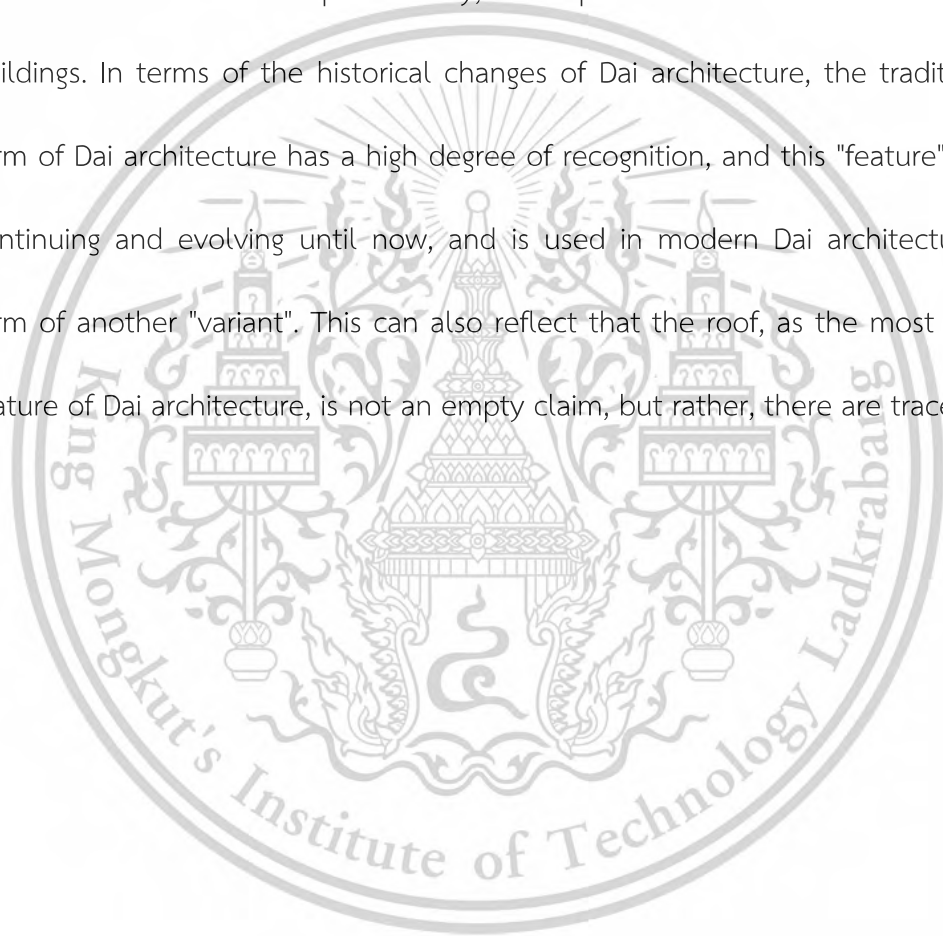 ildings. In terms of the historical changes of Dai architecture, the tradit
rm of Dai architecture has a high degree of recognition, and this "feature"
ntinuing and evolving until now, and is used in modern Dai architectu
rm of another "variant". This can also reflect that the roof, as the most
ature of Dai architecture, is not an empty claim, but rather, there are trace
King Mongkut's Institute of Technology Ladkrabang